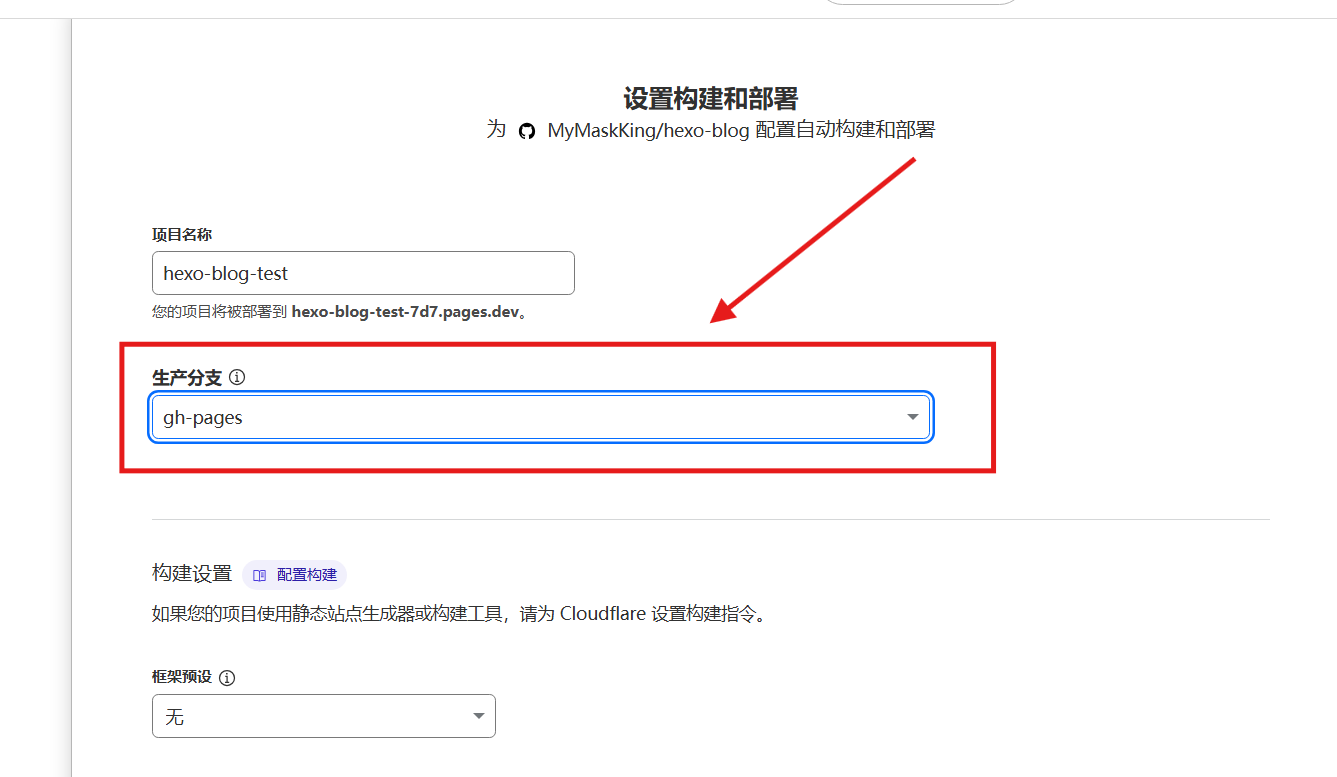 设置构建和部署
为 MyMaskKing/hexo-blog 配置自动构建和部署
项目名称
hexo-blog-test
您的项目将被部署到 hexo-blog-test-7d7.pages.dev。
生产分支
gh-pages
构建设置 配置构建
如果您的项目使用静态站点生成器或构建工具，请为 Cloudflare 设置构建指令。
框架预设
无